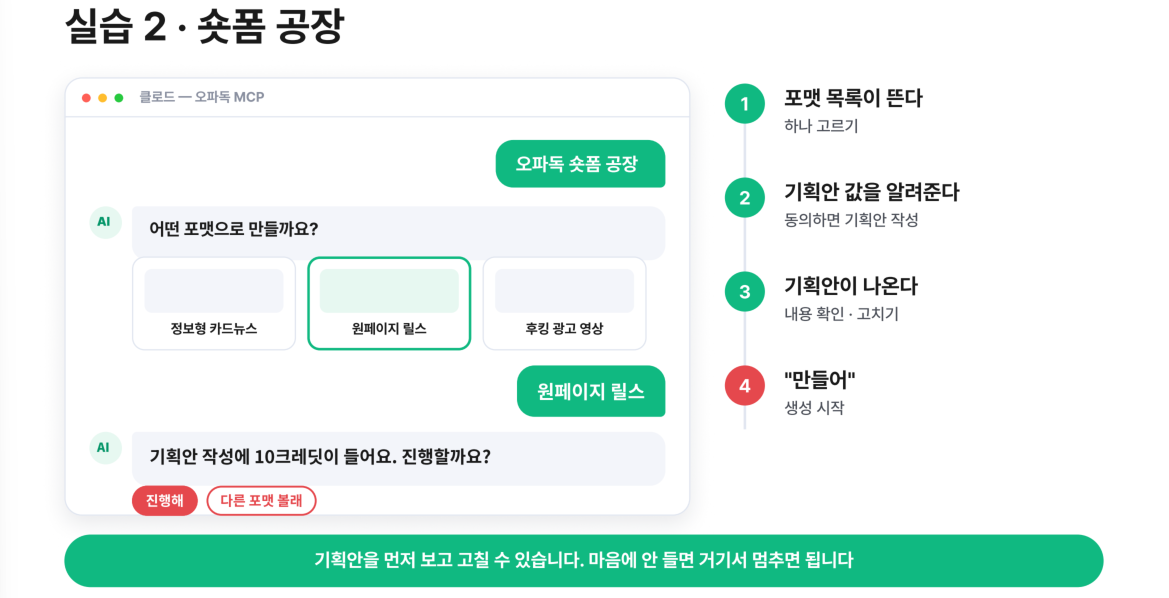 실습 2 · 숏폼 공장
클로드 — 오파독 MCP
오파독 숏폼 공장
AI
어떤 포맷으로 만들까요?
정보형 카드뉴스
원페이지 릴스
후킹 광고 영상
원페이지 릴스
AI
기획안 작성에 10크레딧이 들어요. 진행할까요?
진행해
다른 포맷 볼래
1
포맷 목록이 뜬다
하나 고르기
2
기획안 값을 알려준다
동의하면 기획안 작성
3
기획안이 나온다
내용 확인 · 고치기
4
"만들어"
생성 시작
기획안을 먼저 보고 고칠 수 있습니다. 마음에 안 들면 거기서 멈추면 됩니다